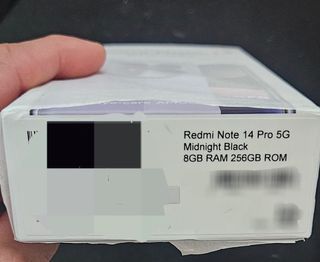 Redmi Note 14 Pro 5G
Midnight Black
8GB RAM 256GB ROM